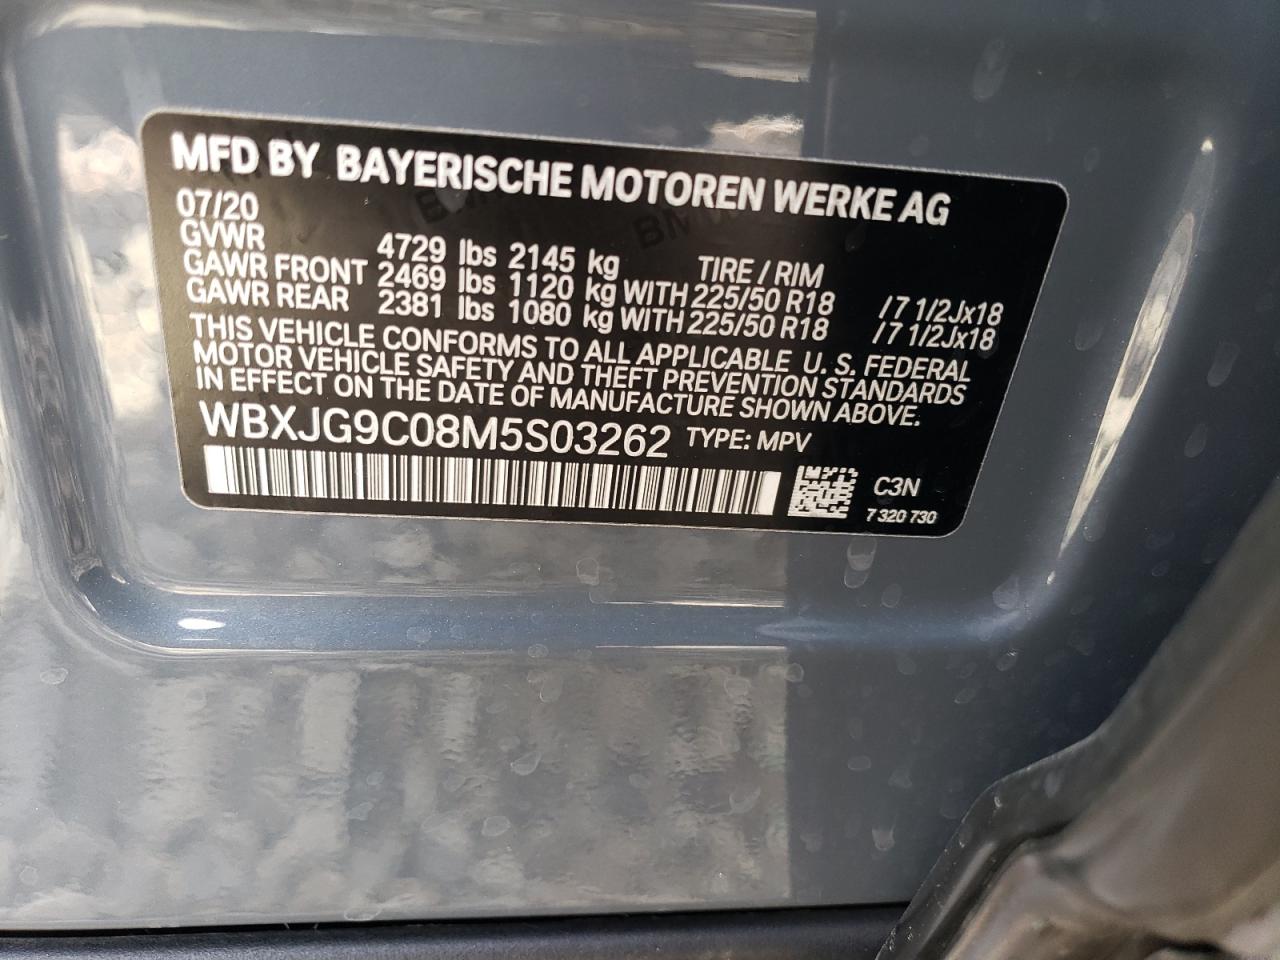 MFD BY BAYERISCHE MOTOREN WERKE AG
07/20
GVWR 4729 lbs 2145 kg TIRE / RIM
GAWR FRONT 2469 lbs 1120 kg WITH 225/50 R18 /7 1/2Jx18
GAWR REAR 2381 lbs 1080 kg WITH 225/50 R18 /7 1/2Jx18
THIS VEHICLE CONFORMS TO ALL APPLICABLE U. S. FEDERAL
MOTOR VEHICLE SAFETY AND THEFT PREVENTION STANDARDS
IN EFFECT ON THE DATE OF MANUFACTURE SHOWN ABOVE.
WBXJG9C08M5S03262 TYPE: MPV
C3N
7 320 730